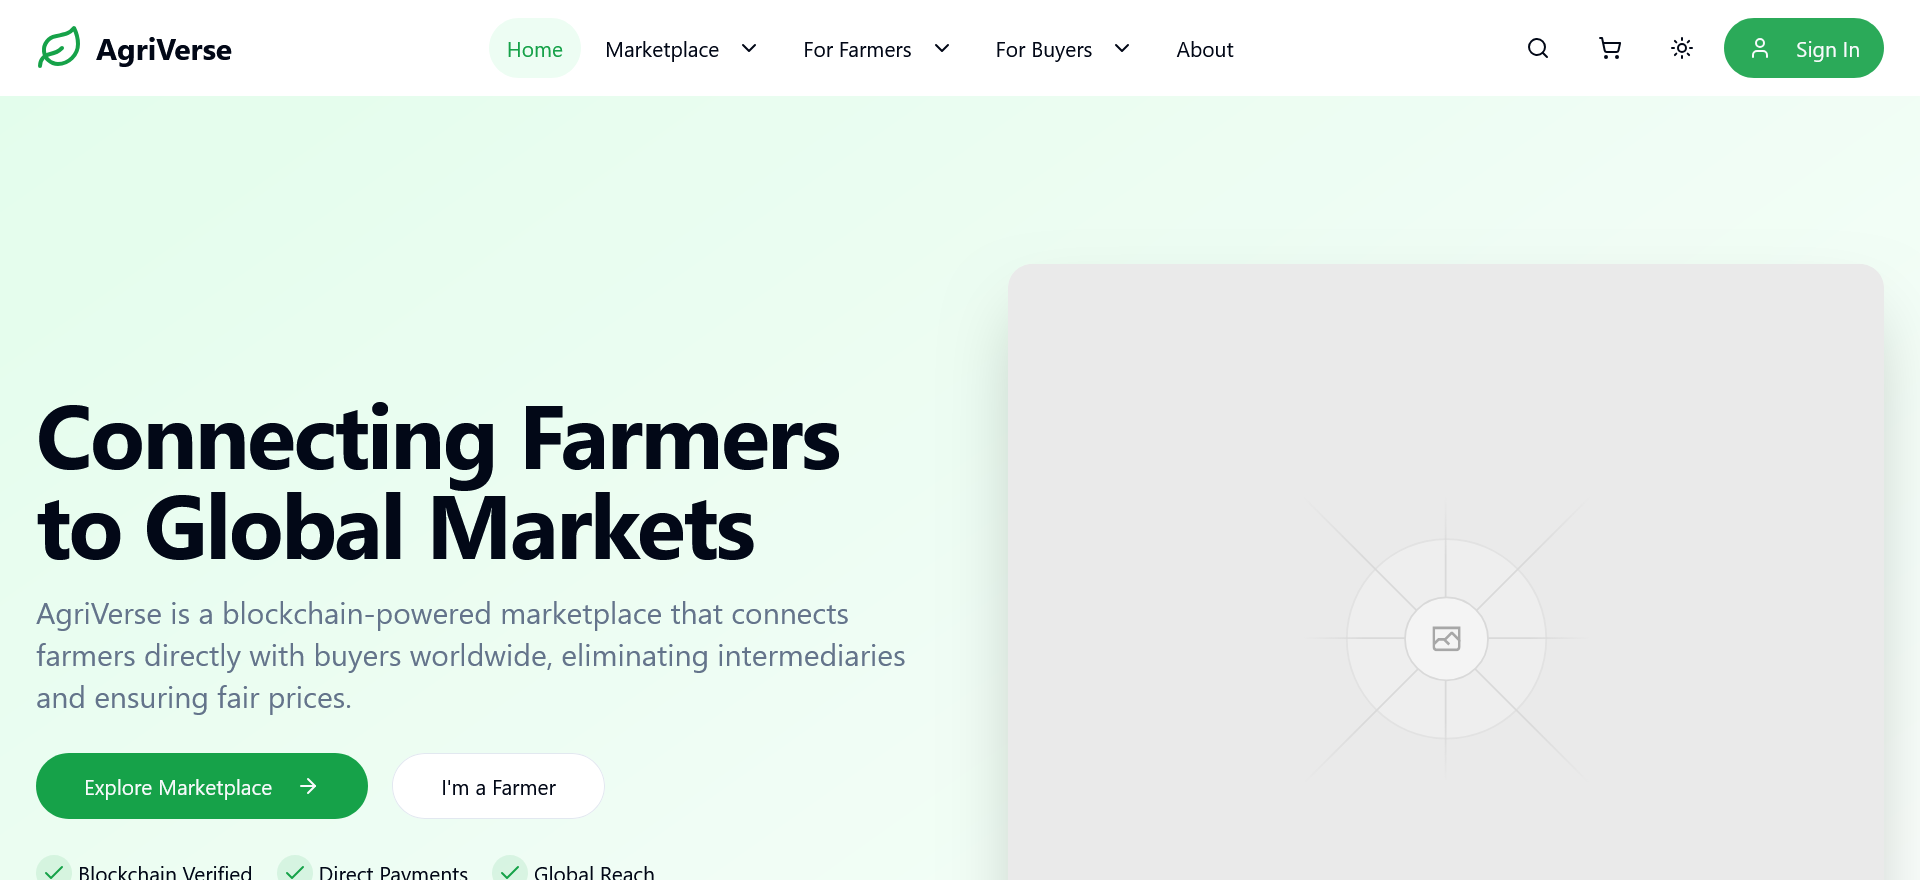 AgriVerse
Home
Marketplace
For Farmers
For Buyers
About
Sign In
Connecting Farmers
to Global Markets
AgriVerse is a blockchain-powered marketplace that connects
farmers directly with buyers worldwide, eliminating intermediaries
and ensuring fair prices.
Explore Marketplace
I'm a Farmer
Blockchain Verified
Direct Payments
Global Reach